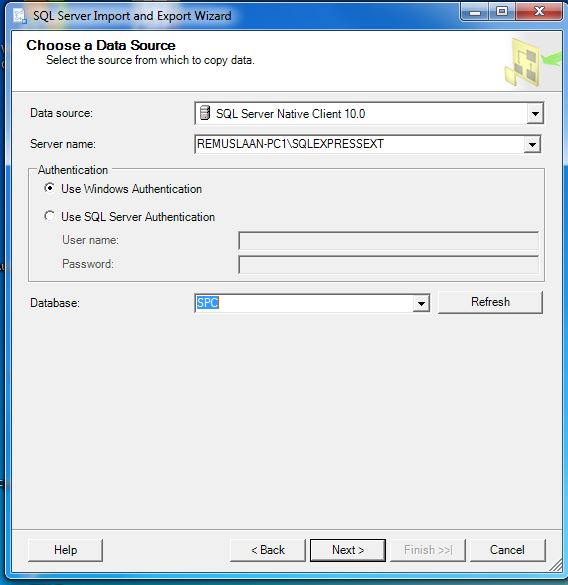 SQL Server Import and Export Wizard
Choose a Data Source
Select the source from which to copy data.
Data source:
SQL Server Native Client 10.0
Server name:
REMUSLAAN-PC1\SQLEXPRESSEXT
Authentication
Use Windows Authentication
Use SQL Server Authentication
User name:
Password:
Database:
SPC
Refresh
Help
< Back
Next >
Finish >>|
Cancel